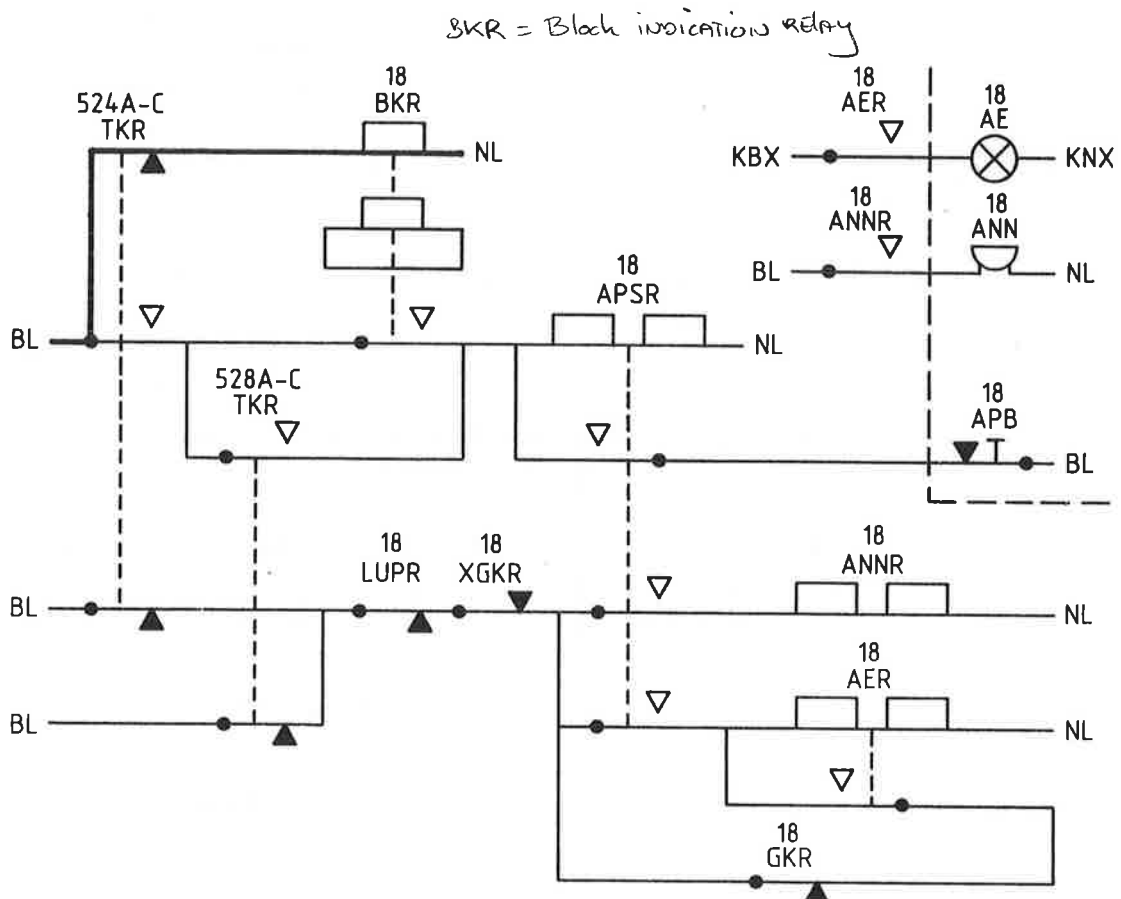 BKR = Block INDICATION RELAY
18
AER
18
AE
KBX
KNX
18
ANNR
18
ANN
BL
NL
524A-C
TKR
18
BKR
NL
18
APSR
BL
NL
528A-C
TKR
18
APB
BL
18
LUPR
18
XGKR
18
ANNR
BL
NL
18
AER
BL
NL
18
GKR